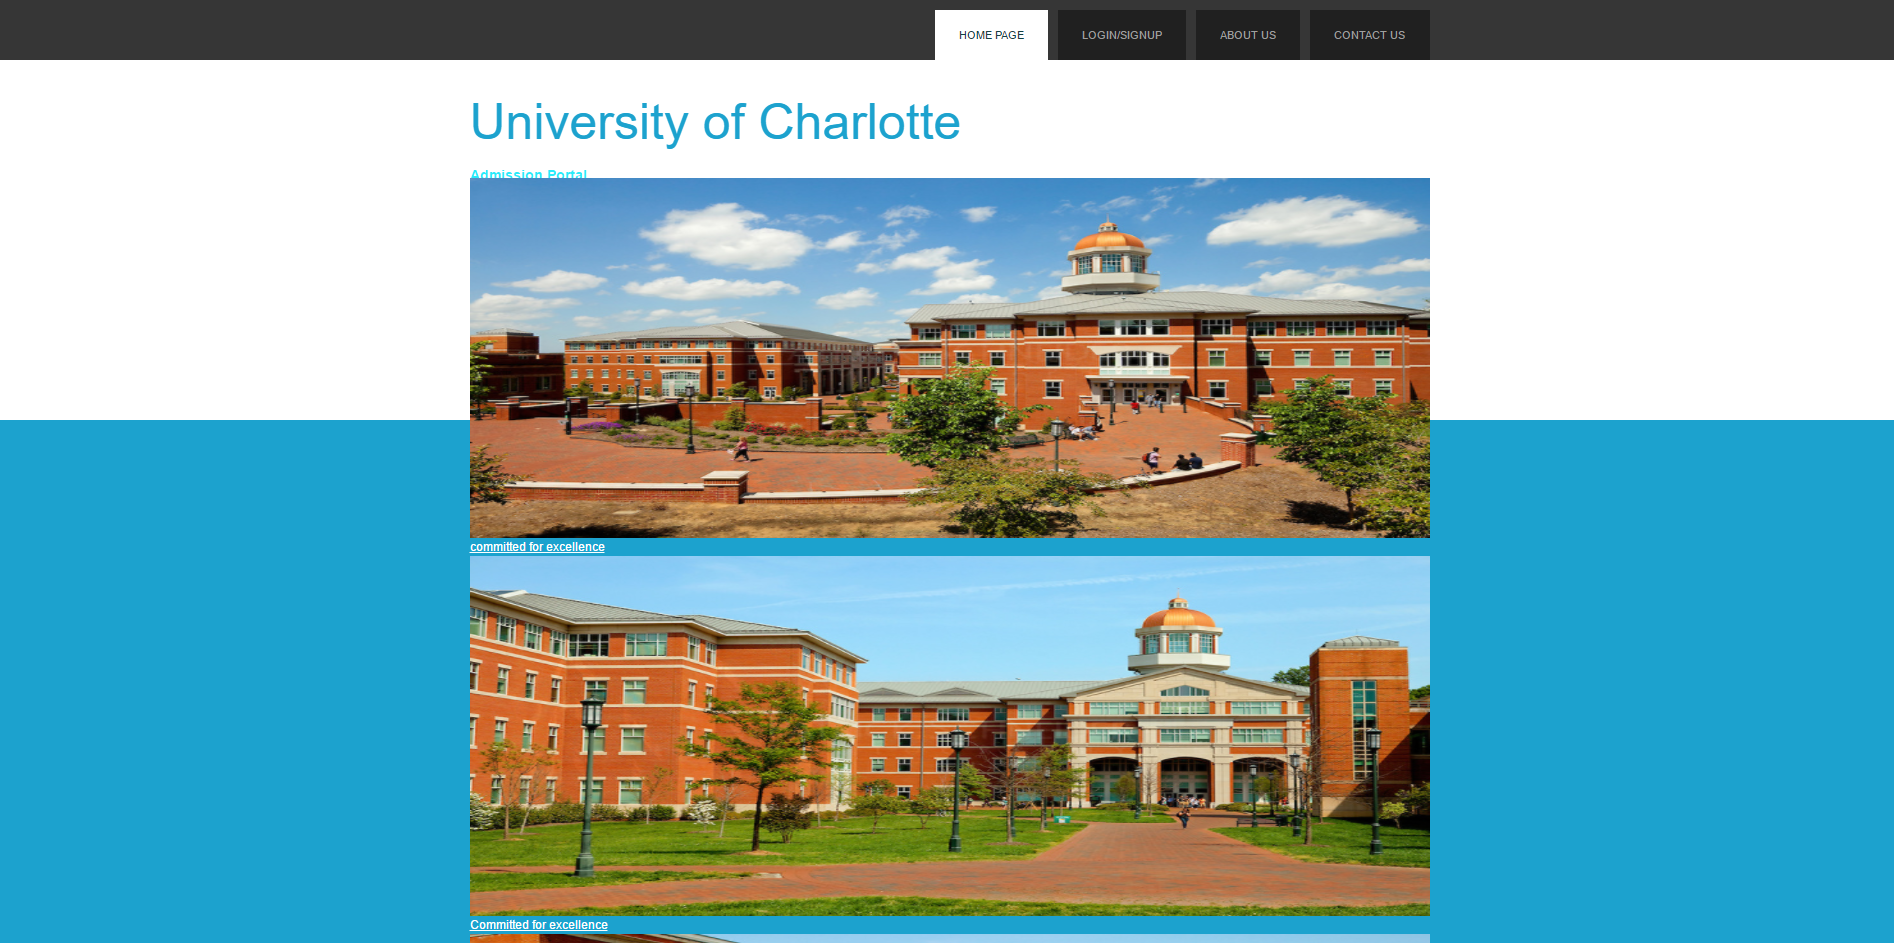 HOME PAGE
LOGIN/SIGNUP
ABOUT US
CONTACT US
University of Charlotte
Admission Portal
committed for excellence
Committed for excellence